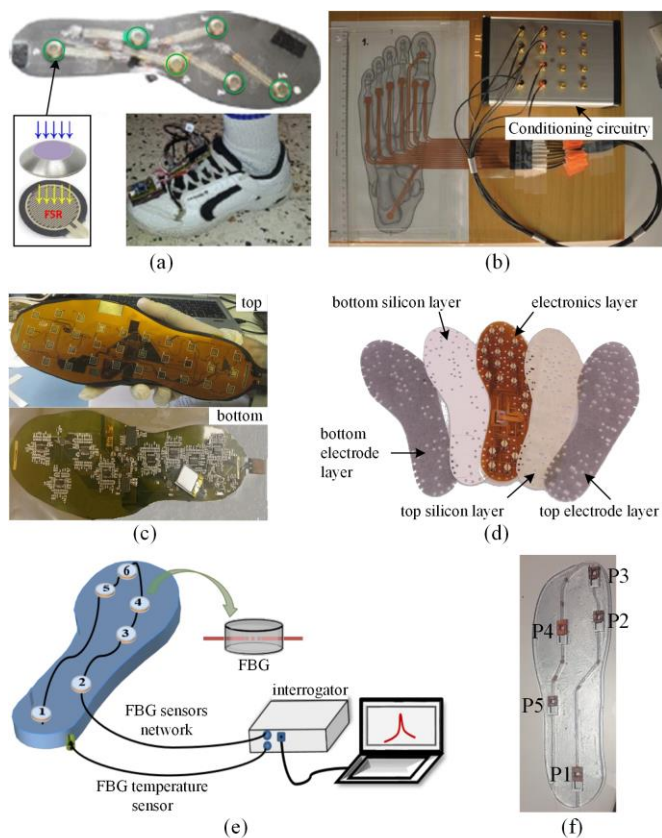 FSR
(a)
1.
Conditioning circuitry
(b)
top
bottom
(c)
bottom silicon layer
electronics layer
bottom
electrode
layer
top silicon layer
top electrode layer
(d)
6
5
4
3
2
1
FBG
interrogator
FBG sensors
network
FBG temperature
sensor
(e)
P3
P2
P4
P5
P1
(f)